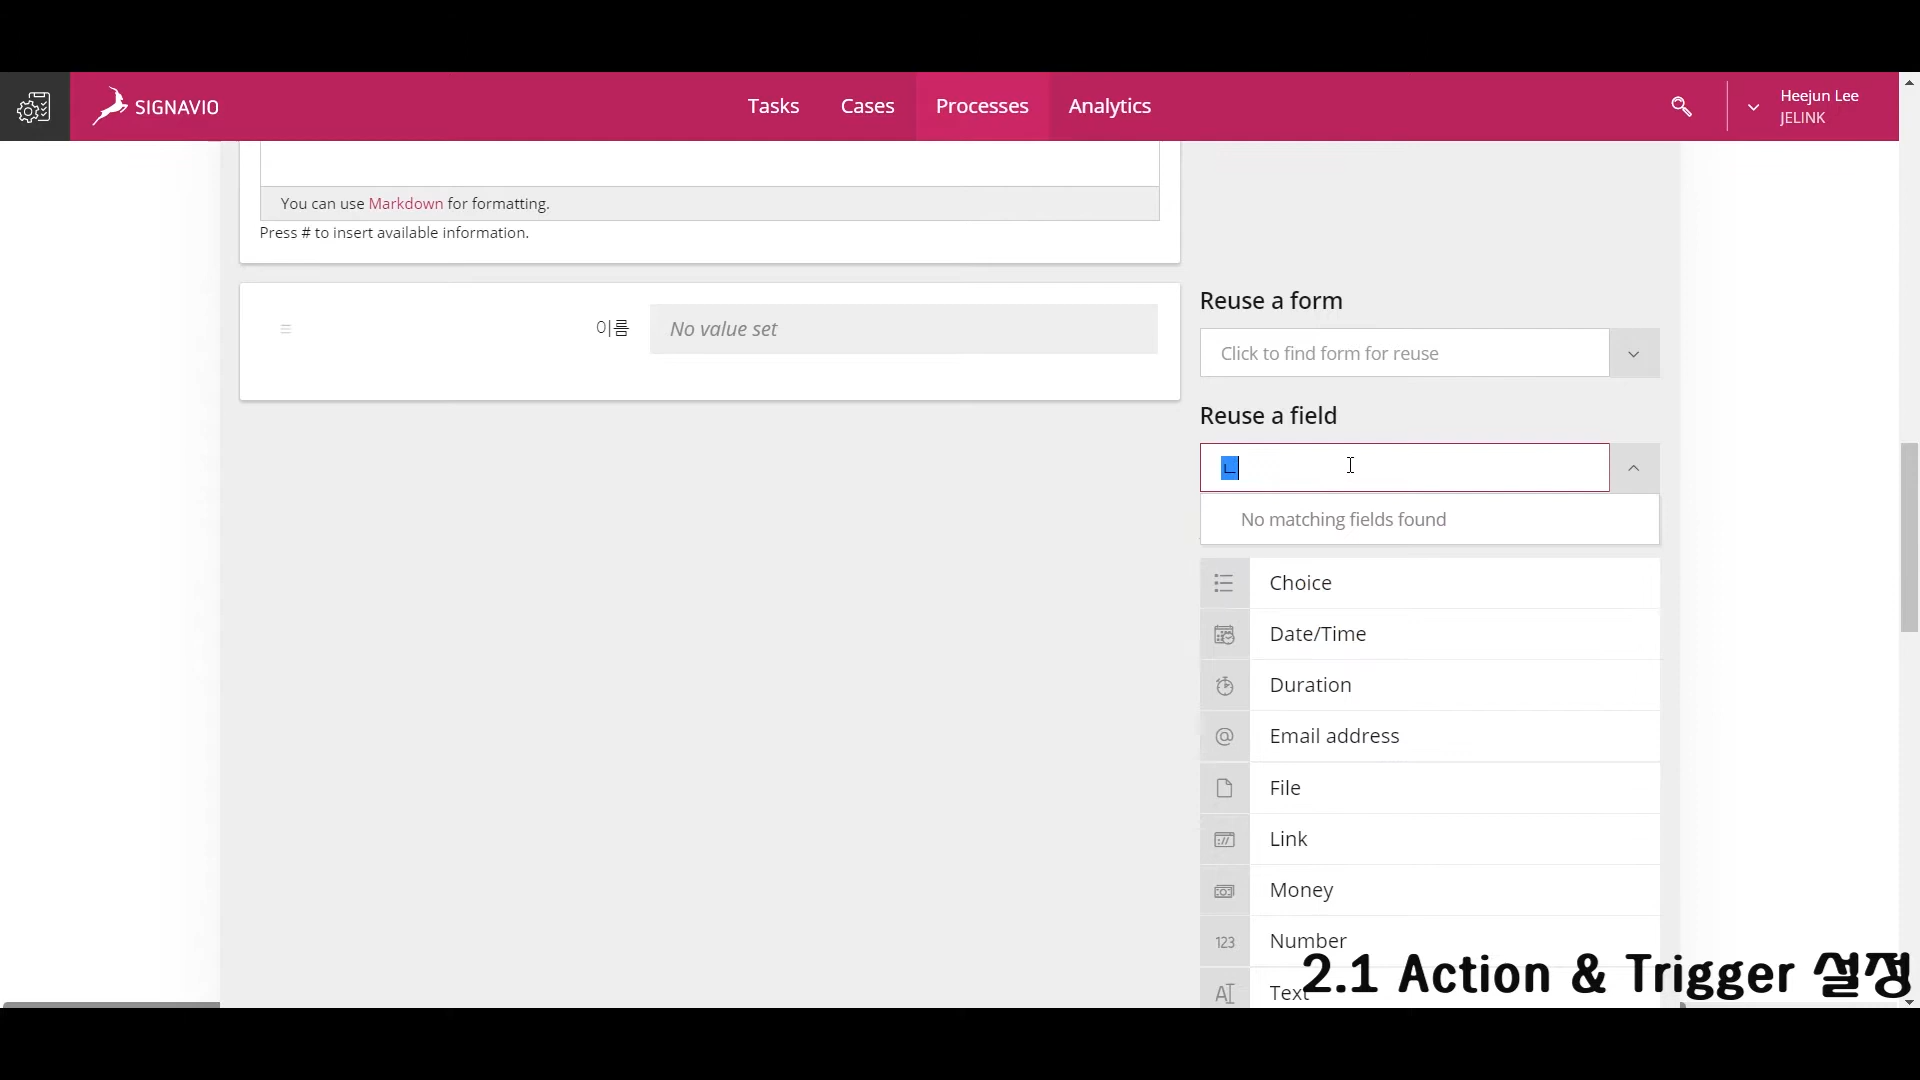 SIGNAVIO
Tasks
Cases
Processes
Analytics
Heejun Lee
JELINK
You can use Markdown for formatting.
Press # to insert available information.
이름
No value set
Reuse a form
Click to find form for reuse
Reuse a field
ㄴ
No matching fields found
Choice
Date/Time
Duration
@ Email address
File
:// Link
Money
123 Number
AI Text
2.1 Action & Trigger 설정